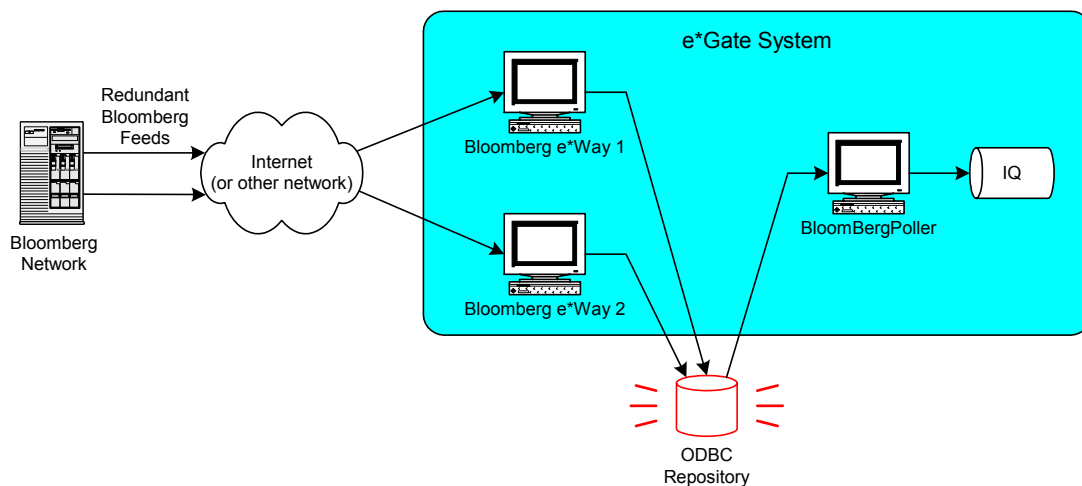 e*Gate System
Redundant
Bloomberg
Feeds
Internet
(or other network)
Bloomberg
Network
Bloomberg e*Way 1
Bloomberg e*Way 2
BloomBergPoller
IQ
ODBC
Repository